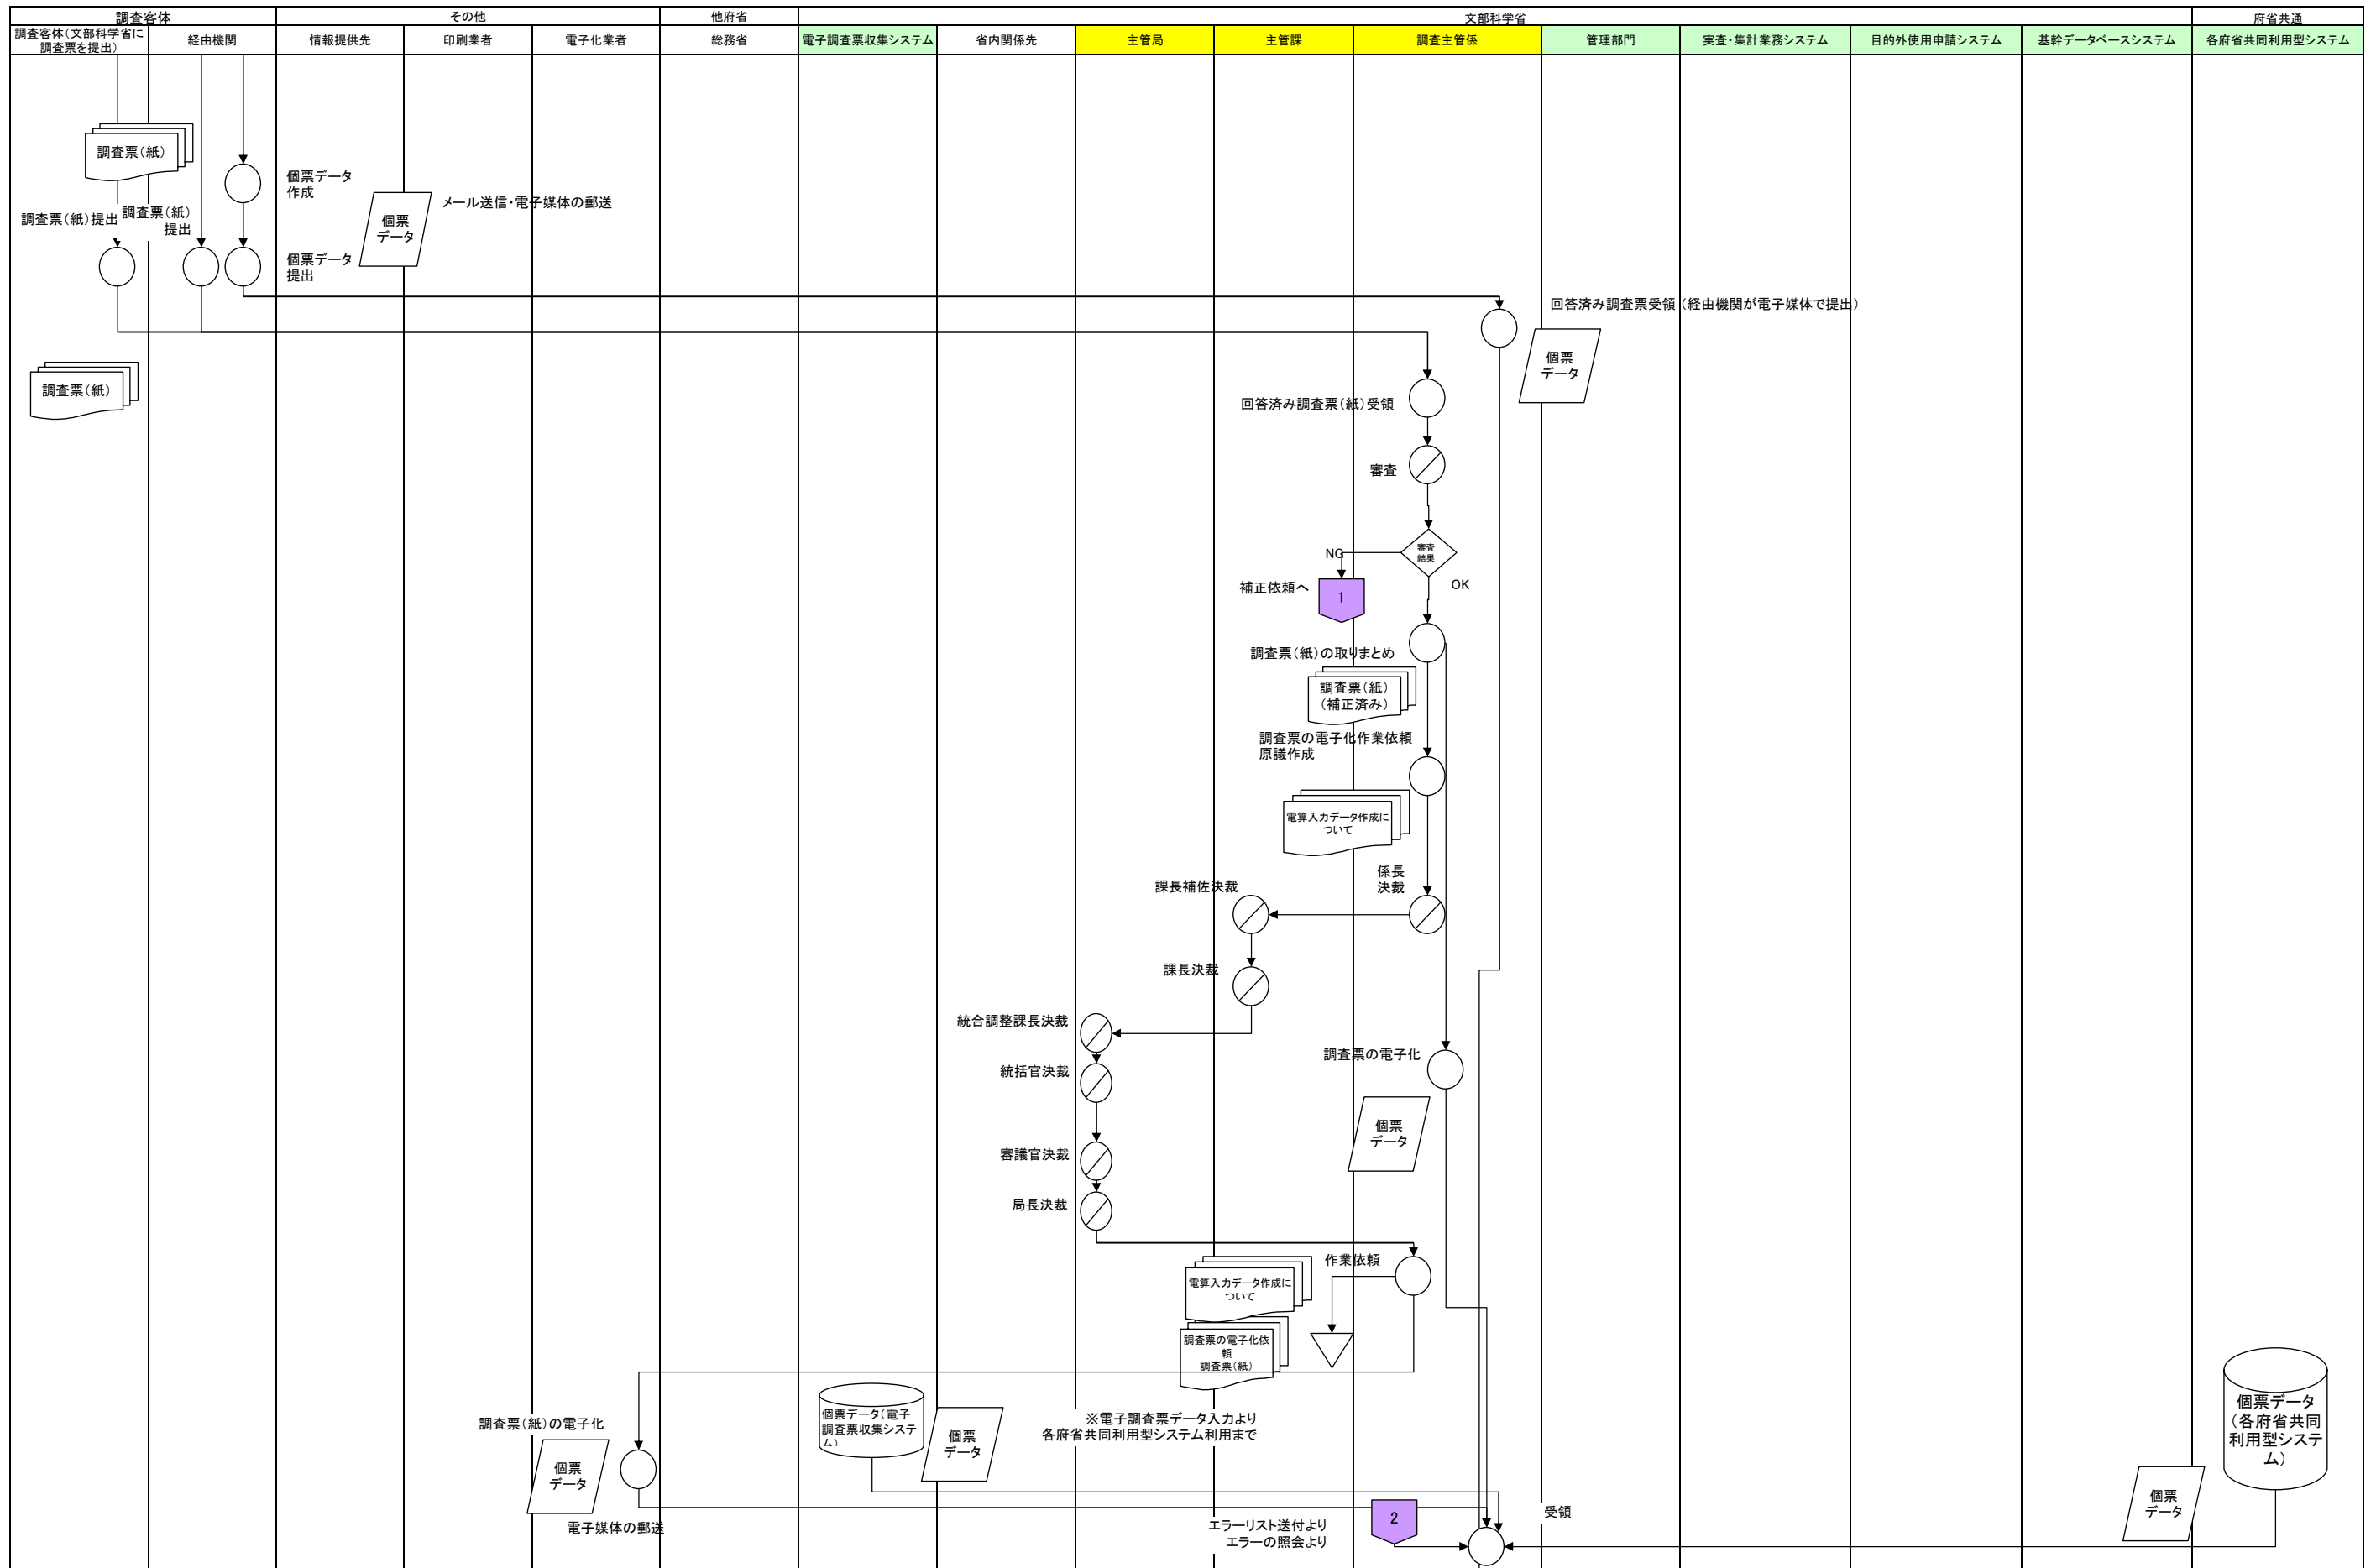 調査客体
その他
他府省
文部科学省
府省共通
調査客体(文部科学省に
調査票を提出)
経由機関
情報提供先
印刷業者
電子化業者
総務省
電子調査票収集システム
省内関係先
主管局
主管課
調査主管係
管理部門
実査・集計業務システム
目的外使用申請システム
基幹データベースシステム
各府省共同利用型システム
調査票(紙)
個票データ
作成
個票
データ
メール送信・電子媒体の郵送
調査票(紙)提出
調査票(紙)
提出
個票データ
提出
回答済み調査票受領(経由機関が電子媒体で提出)
個票
データ
調査票(紙)
回答済み調査票(紙)受領
審査
審査
結果
NG
OK
補正依頼へ
1
調査票(紙)の取りまとめ
調査票(紙)
(補正済み)
調査票の電子化作業依頼
原議作成
電算入力データ作成に
ついて
係長
決裁
課長補佐決裁
課長決裁
統合調整課長決裁
調査票の電子化
統括官決裁
個票
データ
審議官決裁
局長決裁
作業依頼
電算入力データ作成に
ついて
調査票の電子化依
頼
調査票(紙)
調査票(紙)の電子化
個票
データ
電子媒体の郵送
個票データ(電子
調査票収集システ
ム)
個票
データ
※電子調査票データ入力より
各府省共同利用型システム利用まで
個票データ
(各府省共同
利用型システ
ム)
個票
データ
2
受領
エラーリスト送付より
エラーの照会より